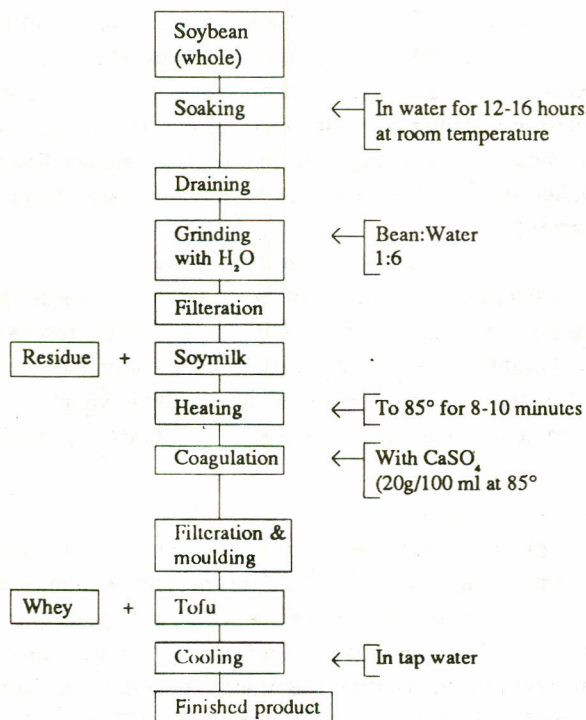 Soybean
(whole)
Soaking
In water for 12-16 hours
at room temperature
Draining
Grinding
with H₂O
Bean:Water
1:6
Filteration
Residue + Soymilk
Heating
To 85° for 8-10 minutes
Coagulation
With CaSO₄
(20g/100 ml at 85°
Filteration &
moulding
Whey + Tofu
Cooling
In tap water
Finished product